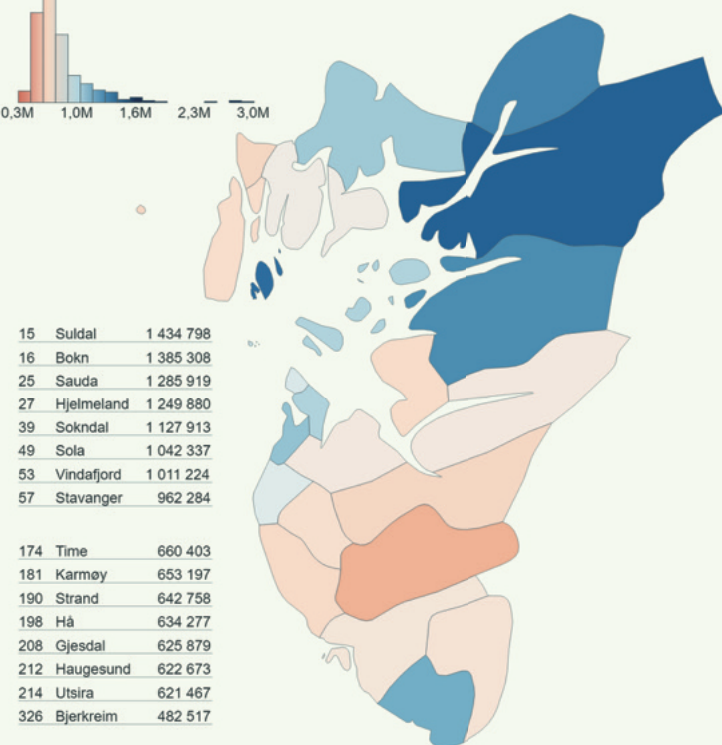 0,3M 1,0M 1,6M 2,3M 3,0M
15 Suldal 1 434 798
16 Bokn 1 385 308
25 Sauda 1 285 919
27 Hjelmeland 1 249 880
39 Sokndal 1 127 913
49 Sola 1 042 337
53 Vindafjord 1 011 224
57 Stavanger 962 284
174 Time 660 403
181 Karmøy 653 197
190 Strand 642 758
198 Hå 634 277
208 Gjesdal 625 879
212 Haugesund 622 673
214 Utsira 621 467
326 Bjerkreim 482 517